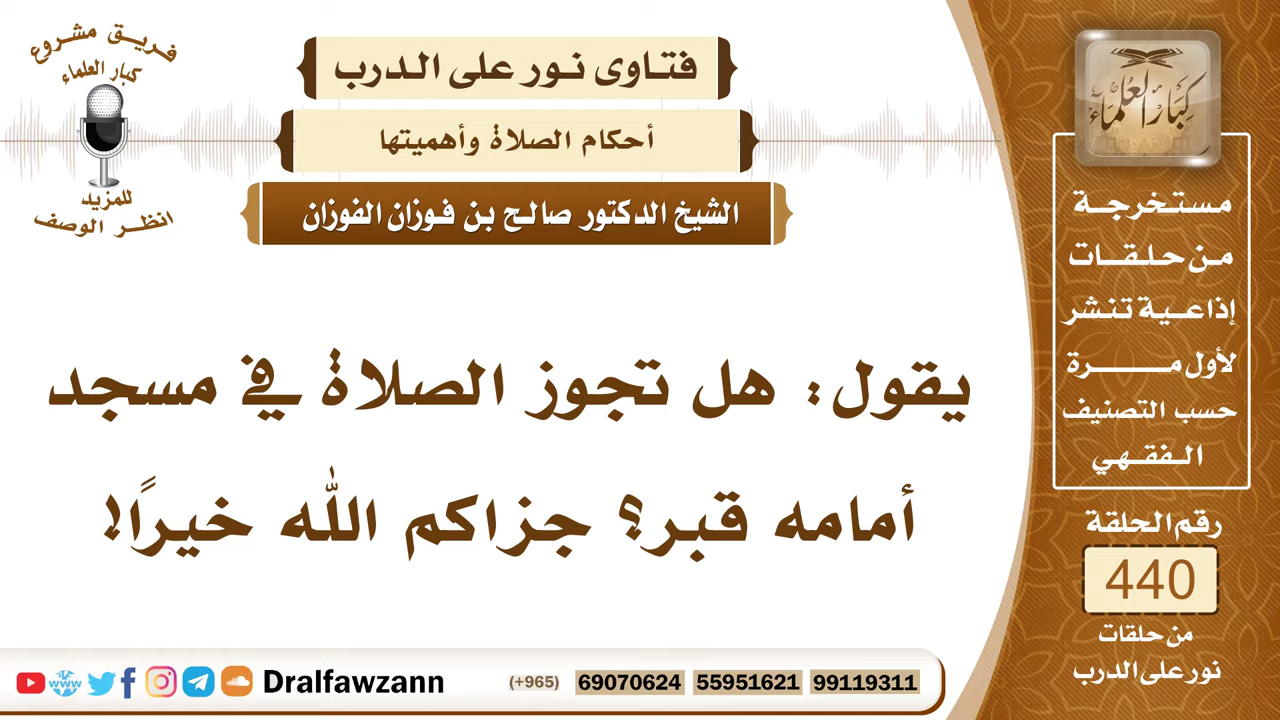 فريق مشروع
كبار العلماء
للمزيد
انظر الوصف
فتاوى نور على الدرب
أحكام الصلاة وأهميتها
الشيخ الدكتور صالح بن فوزان الفوزان
كبار العلماء
مستخرجة
من حلقات
إذاعية تنشر
لأول مرة
حسب التصنيف
الفقهي
رقم الحلقة
440
من حلقات
نور على الدرب
يقول: هل تجوز الصلاة في مسجد
أمامه قبر؟ جزاكم الله خيرًا!
www
Dralfawzann (+965) 69070624 55951621 99119311